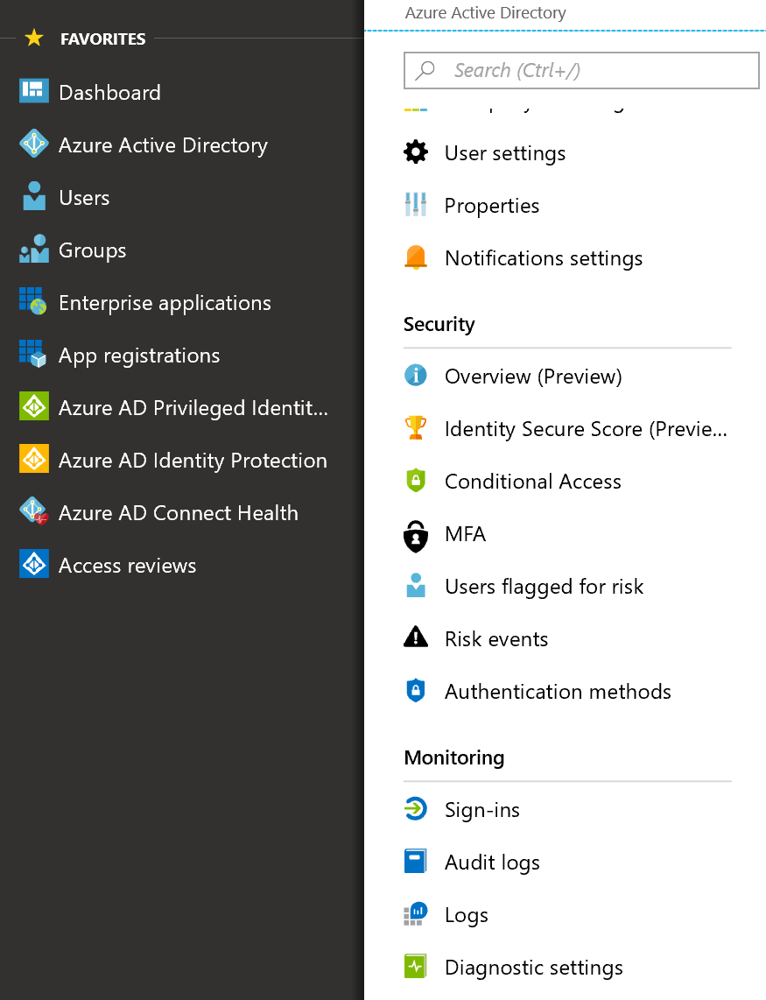 FAVORITES
Dashboard
Azure Active Directory
Users
Groups
Enterprise applications
App registrations
Azure AD Privileged Identit...
Azure AD Identity Protection
Azure AD Connect Health
Access reviews
Azure Active Directory
Search (Ctrl+/)
User settings
Properties
Notifications settings
Security
Overview (Preview)
Identity Secure Score (Previe...
Conditional Access
MFA
Users flagged for risk
Risk events
Authentication methods
Monitoring
Sign-ins
Audit logs
Logs
Diagnostic settings